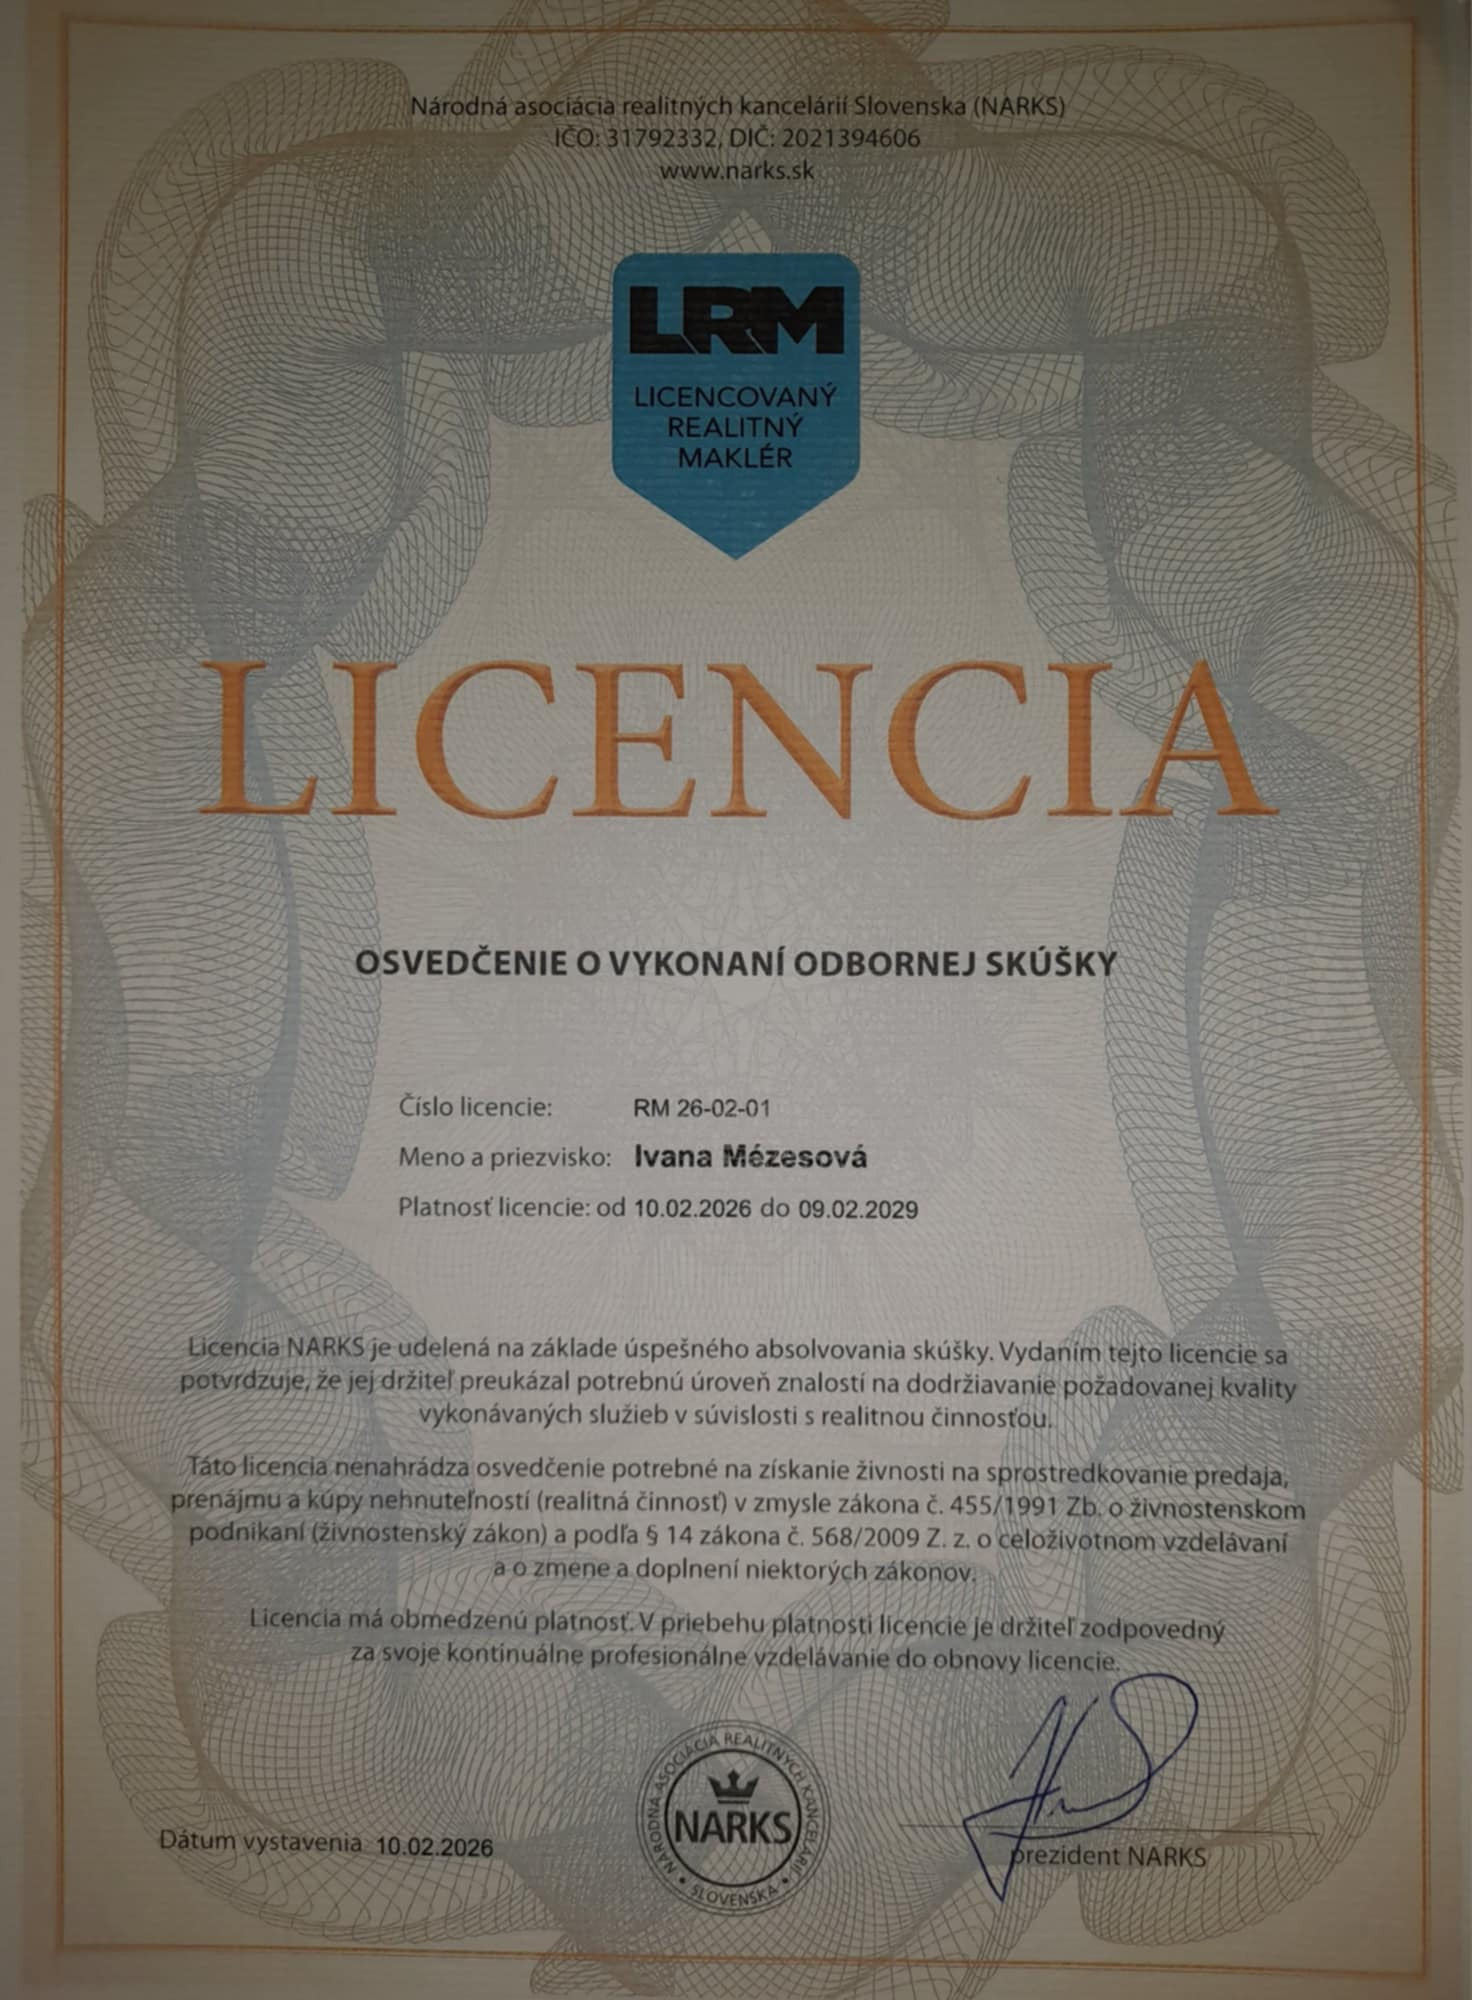 Národná asociácia realitných kancelárií Slovenska (NARKS)
IČO: 31792332, DIČ: 2021394606
www.narks.sk
LRM
LICENCOVANÝ
REALITNÝ
MAKLÉR
LICENCIA
OSVEDČENIE O VYKONANÍ ODBORNEJ SKÚŠKY
Číslo licencie: RM 26-02-01
Meno a priezvisko: Ivana Mézesová
Platnosť licencie: od 10.02.2026 do 09.02.2029
Licencia NARKS je udelená na základe úspešného absolvovania skúšky. Vydaním tejto licencie sa
potvrdzuje, že jej držiteľ preukázal potrebnú úroveň znalostí na dodržiavanie požadovanej kvality
vykonávaných služieb v súvislosti s realitnou činnosťou.
Táto licencia nenahrádza osvedčenie potrebné na získanie živnosti na sprostredkovanie predaja,
prenájmu a kúpy nehnuteľností (realitná činnosť) v zmysle zákona č. 455/1991 Zb. o živnostenskom
podnikaní (živnostenský zákon) a podľa § 14 zákona č. 568/2009 Z. z. o celoživotnom vzdelávaní
a o zmene a doplnení niektorých zákonov.
Licencia má obmedzenú platnosť. V priebehu platnosti licencie je držiteľ zodpovedný
za svoje kontinuálne profesionálne vzdelávanie do obnovy licencie.
NÁRODNÁ ASOCIÁCIA REALITNÝCH KANCELÁRIÍ
NARKS
SLOVENSKA
Dátum vystavenia 10.02.2026
prezident NARKS